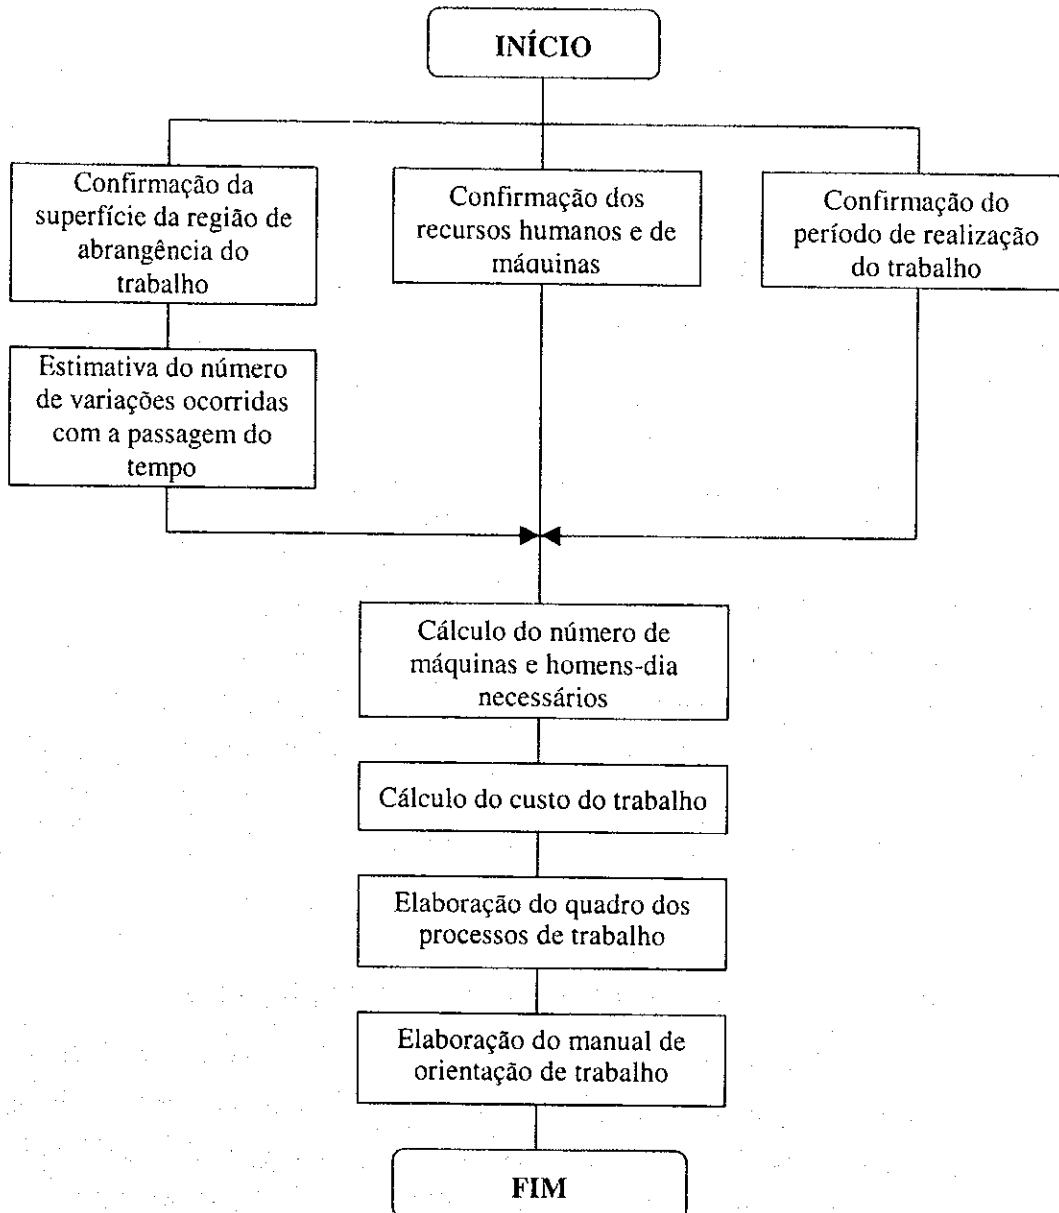 INÍCIO
Confirmação da
superfície da região de
abrangência do
trabalho
Confirmação dos
recursos humanos e de
máquinas
Confirmação do
período de realização
do trabalho
Estimativa do número
de variações ocorridas
com a passagem do
tempo
Cálculo do número de
máquinas e homens-dia
necessários
Cálculo do custo do trabalho
Elaboração do quadro dos
processos de trabalho
Elaboração do manual de
orientação de trabalho
FIM